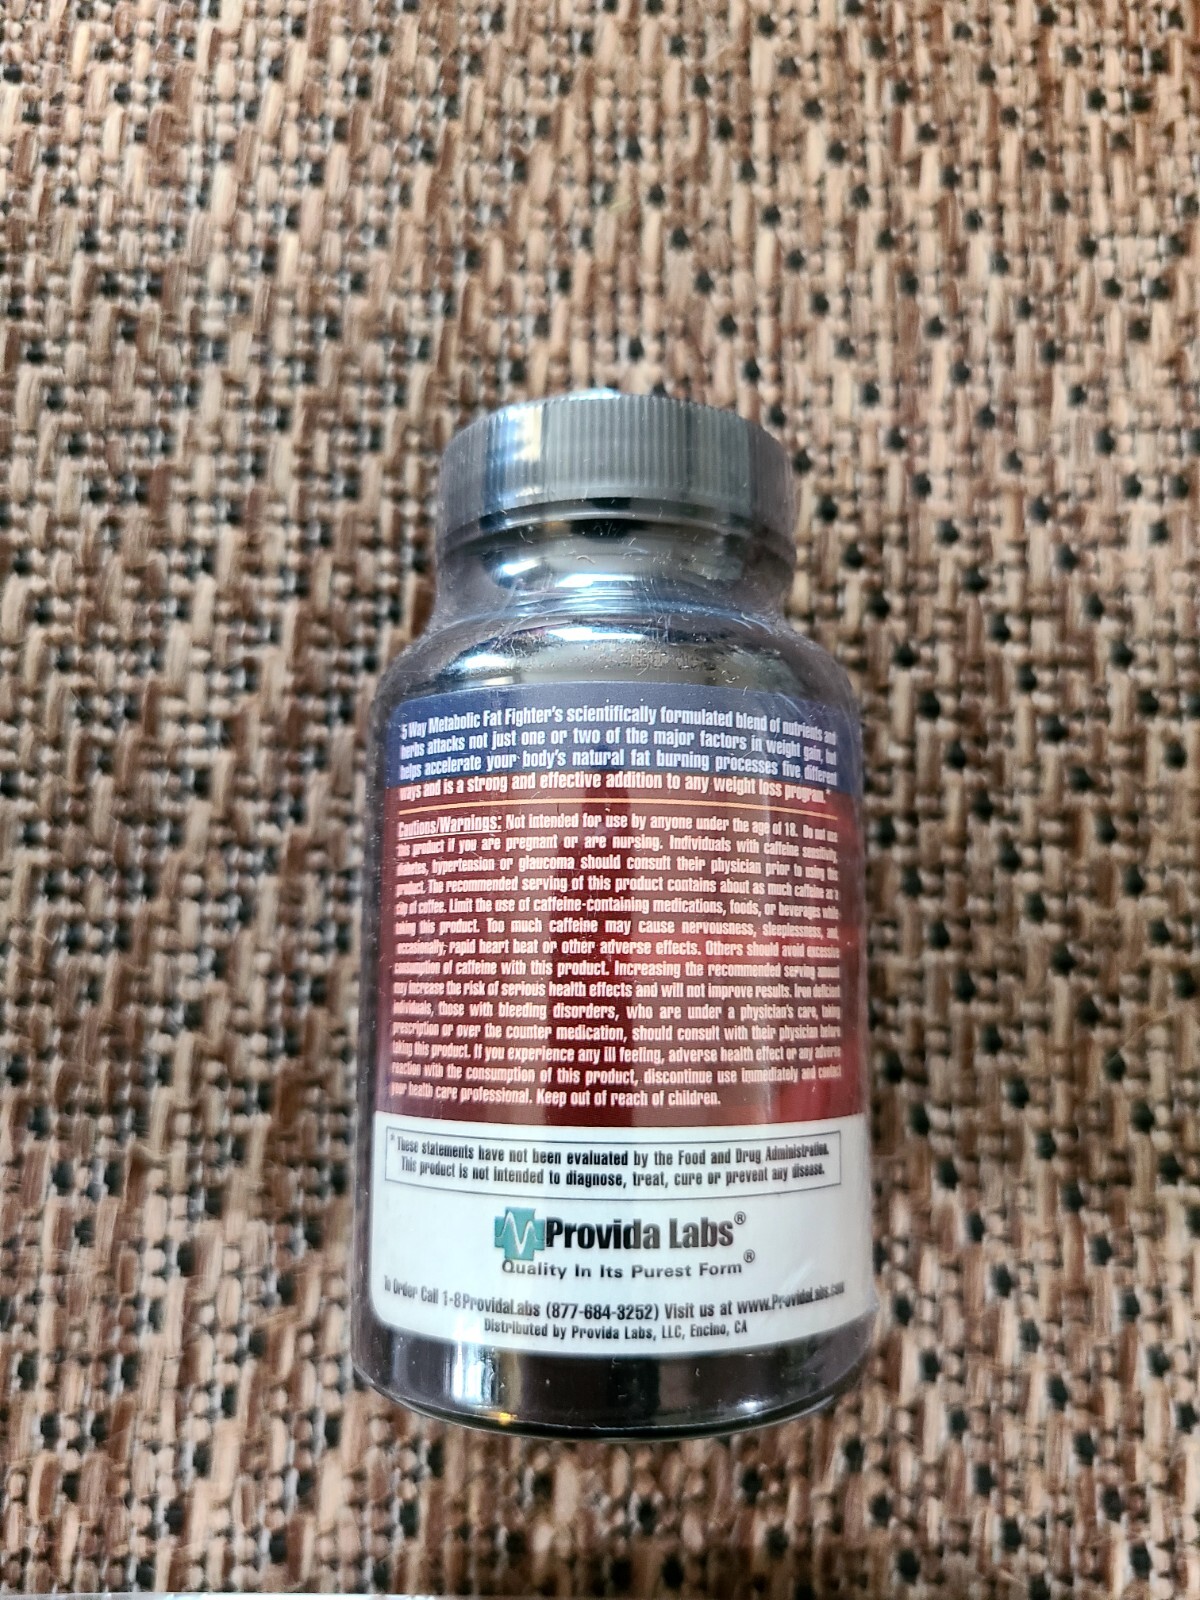 5 Way Metabolic Fat Fighter's scientifically formulated blend of nutrients and
herbs attacks not just one or two of the major factors in weight gain, but
helps accelerate your body's natural fat burning processes five different
ways and is a strong and effective addition to any weight loss program.*
Cautions/Warnings: Not intended for use by anyone under the age of 18. Do not use
this product if you are pregnant or are nursing. Individuals with caffeine sensitivity,
diabetes, hypertension or glaucoma should consult their physician prior to using this
product. The recommended serving of this product contains about as much caffeine as a
cup of coffee. Limit the use of caffeine-containing medications, foods, or beverages while
taking this product. Too much caffeine may cause nervousness, sleeplessness, and,
occasionally, rapid heart beat or other adverse effects. Others should avoid excessive
consumption of caffeine with this product. Increasing the recommended serving amount
may increase the risk of serious health effects and will not improve results. Iron deficient
individuals, those with bleeding disorders, who are under a physician's care, taking
prescription or over the counter medication, should consult with their physician before
taking this product. If you experience any ill feeling, adverse health effect or any adverse
reaction with the consumption of this product, discontinue use immediately and contact
your health care professional. Keep out of reach of children.
* These statements have not been evaluated by the Food and Drug Administration.
This product is not intended to diagnose, treat, cure or prevent any disease.
Provida Labs®
Quality In Its Purest Form®
To Order Call 1-8ProvidaLabs (877-684-3252) Visit us at www.ProvidaLabs.com
Distributed by Provida Labs, LLC, Encino, CA